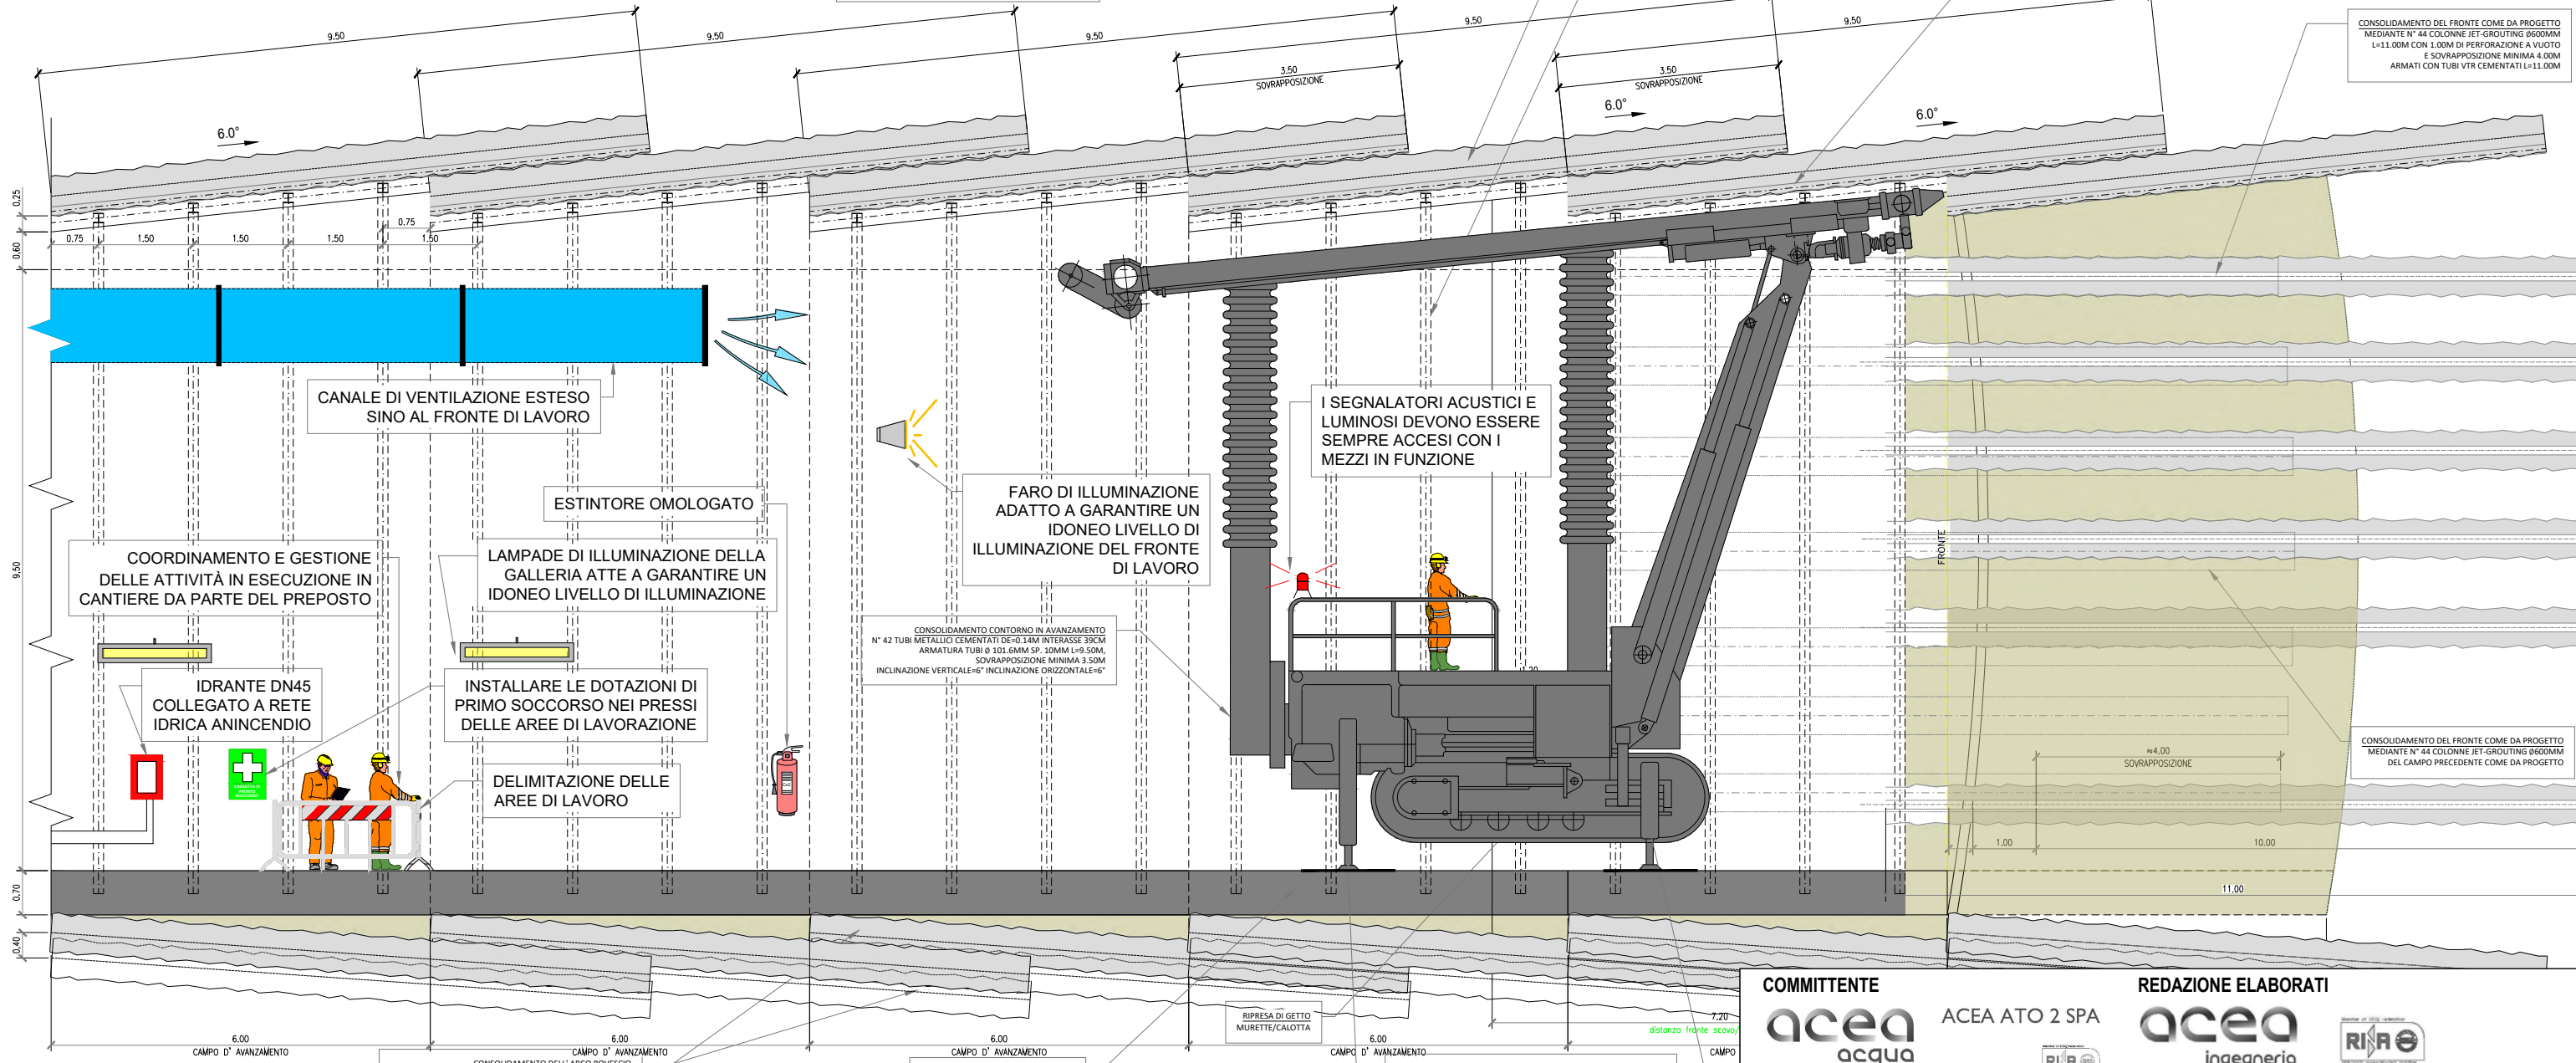 9.50
9.50
9.50
9.50
9.50
3.50
SOVRAPPOSIZIONE
3.50
SOVRAPPOSIZIONE
6.0°
6.0°
6.0°
CONSOLIDAMENTO DEL FRONTE COME DA PROGETTO
MEDIANTE N° 44 COLONNE JET-GROUTING Ø600MM
L=11.00M CON 1.00M DI PERFORAZIONE A VUOTO
E SOVRAPPOSIZIONE MINIMA 4.00M
ARMATI CON TUBI VTR CEMENTATI L=11.00M
0.25
0.60
0.75
1.50
1.50
1.50
0.75
1.50
CANALE DI VENTILAZIONE ESTESO
SINO AL FRONTE DI LAVORO
I SEGNALATORI ACUSTICI E
LUMINOSI DEVONO ESSERE
SEMPRE ACCESI CON I
MEZZI IN FUNZIONE
FARO DI ILLUMINAZIONE
ADATTO A GARANTIRE UN
IDONEO LIVELLO DI
ILLUMINAZIONE DEL FRONTE
DI LAVORO
ESTINTORE OMOLOGATO
COORDINAMENTO E GESTIONE
DELLE ATTIVITÀ IN ESECUZIONE IN
CANTIERE DA PARTE DEL PREPOSTO
LAMPADE DI ILLUMINAZIONE DELLA
GALLERIA ATTE A GARANTIRE UN
IDONEO LIVELLO DI ILLUMINAZIONE
9.50
FRONTE
CONSOLIDAMENTO CONTORNO IN AVANZAMENTO
N° 42 TUBI METALLICI CEMENTATI DE=0.14M INTERASSE 39CM
ARMATURA TUBI Ø 101.6MM SP. 10MM L=9.50M,
SOVRAPPOSIZIONE MINIMA 3.50M
INCLINAZIONE VERTICALE=6° INCLINAZIONE ORIZZONTALE=6°
IDRANTE DN45
COLLEGATO A RETE
IDRICA ANINCENDIO
INSTALLARE LE DOTAZIONI DI
PRIMO SOCCORSO NEI PRESSI
DELLE AREE DI LAVORAZIONE
DELIMITAZIONE DELLE
AREE DI LAVORO
CONSOLIDAMENTO DEL FRONTE COME DA PROGETTO
MEDIANTE N° 44 COLONNE JET-GROUTING Ø600MM
DEL CAMPO PRECEDENTE COME DA PROGETTO
≈4.00
SOVRAPPOSIZIONE
1.00
10.00
11.00
0.70
0.40
RIPRESA DI GETTO
MURETTE/CALOTTA
7.20
distanza fronte scavo/
6.00
CAMPO D' AVANZAMENTO
6.00
CAMPO D' AVANZAMENTO
6.00
CAMPO D' AVANZAMENTO
6.00
CAMPO D' AVANZAMENTO
CAMPO
COMMITTENTE
REDAZIONE ELABORATI
acea
acqua
ACEA ATO 2 SPA
acea
ingegneria
RINA
RINA